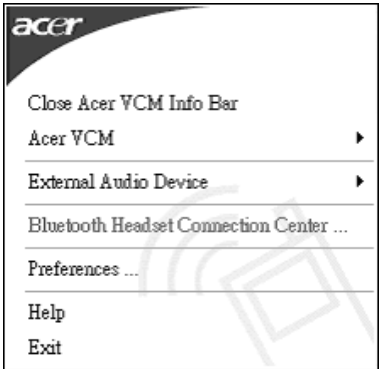 acer
Close Acer VCM Info Bar
Acer VCM
External Audio Device
Bluetooth Headset Connection Center ...
Preferences ...
Help
Exit